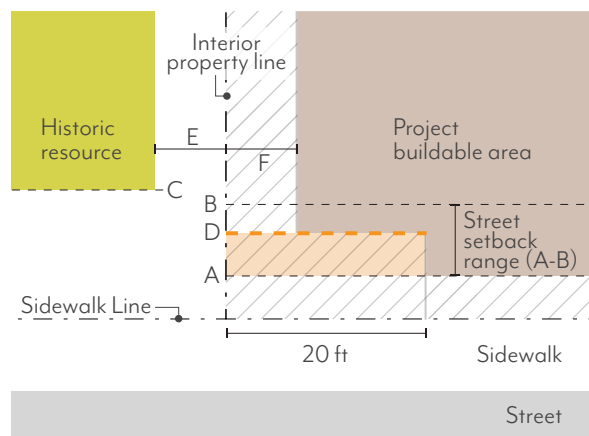 Interior
property line
Historic
resource
Project
buildable area
E
F
C
B
D
A
Street
setback
range (A-B)
Sidewalk Line
20 ft
Sidewalk
Street